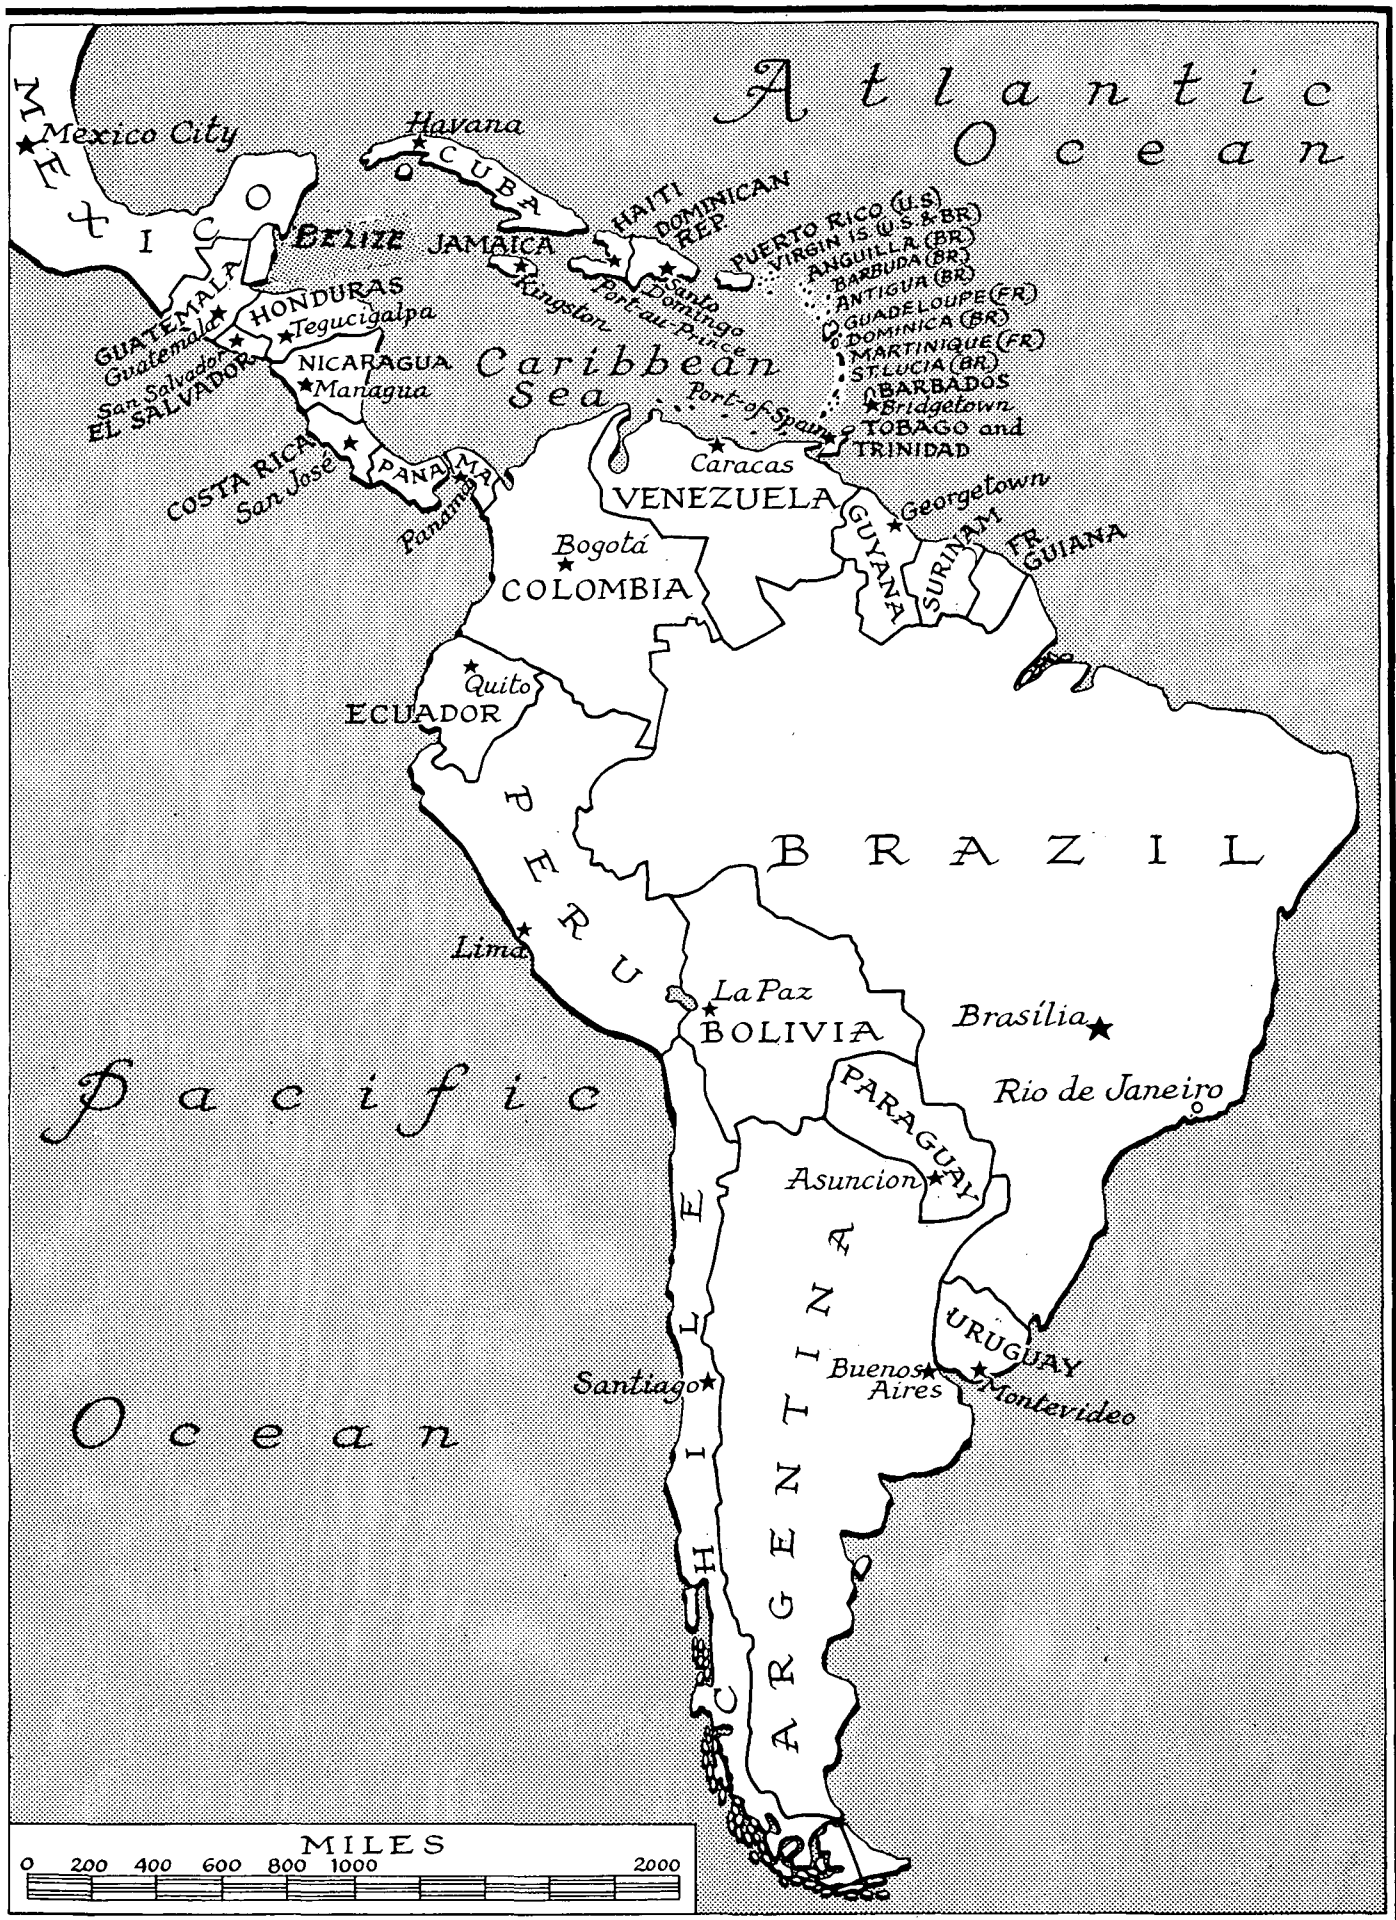 Atlantic
Ocean
MEXICO
Mexico City
Havana
CUBA
BELIZE
JAMAICA
Kingston
HAITI
Port-au-Prince
DOMINICAN
REP
Santo
Domingo
PUERTO RICO (U.S)
VIRGIN IS (U.S.&BR)
ANGUILLA (BR)
BARBUDA (BR)
ANTIGUA (BR)
GUADELOUPE (FR)
DOMINICA (BR)
MARTINIQUE (FR)
ST. LUCIA (BR)
BARBADOS
Bridgetown
TOBAGO and
TRINIDAD
Port-of-Spain
GUATEMALA
Guatemala
HONDURAS
Tegucigalpa
San Salvador
EL SALVADOR
NICARAGUA
Managua
Caribbean
Sea
COSTA RICA
San José
PANAMA
Panama
Caracas
VENEZUELA
Georgetown
GUYANA
SURINAM
FR
GUIANA
Bogotá
COLOMBIA
Quito
ECUADOR
PERU
Lima
BRAZIL
La Paz
BOLIVIA
Brasília
Rio de Janeiro
Pacific
Ocean
PARAGUAY
Asuncion
CHILE
Santiago
ARGENTINA
Buenos
Aires
URUGUAY
Montevideo
MILES
0 200 400 600 800 1000 2000